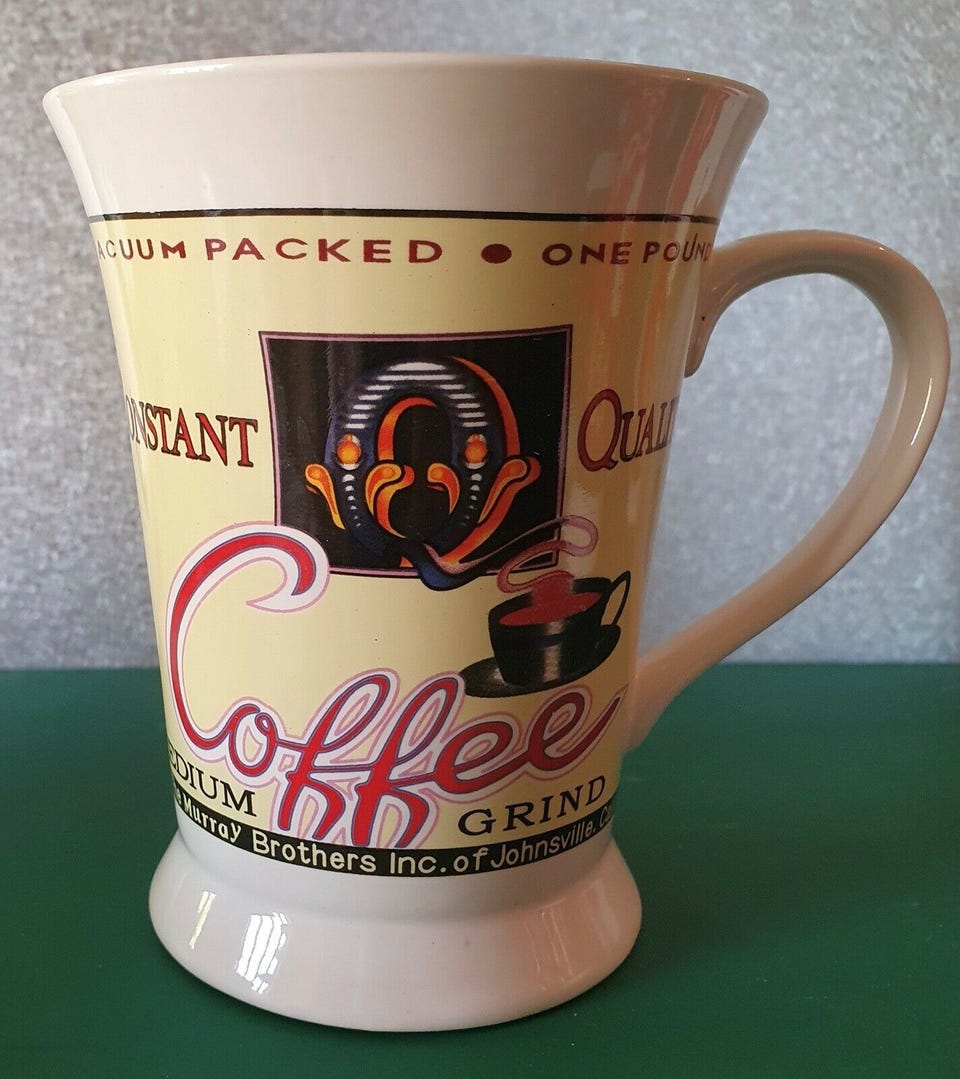 ACUUM PACKED • ONE POUND
ONSTANT
Q
QUALI
Coffee
EDIUM GRIND
Murray Brothers Inc. of Johnsville, C